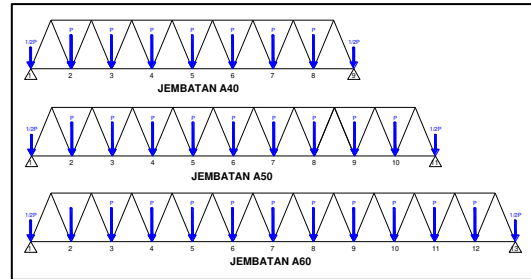 P P P P P P P
1/2P 1/2P
1 2 3 4 5 6 7 8 9
JEMBATAN A40
P P P P P P P P P
1/2P 1/2P
1 2 3 4 5 6 7 8 9 10 11
JEMBATAN A50
P P P P P P P P P P P
1/2P 1/2P
1 2 3 4 5 6 7 8 9 10 11 12 13
JEMBATAN A60